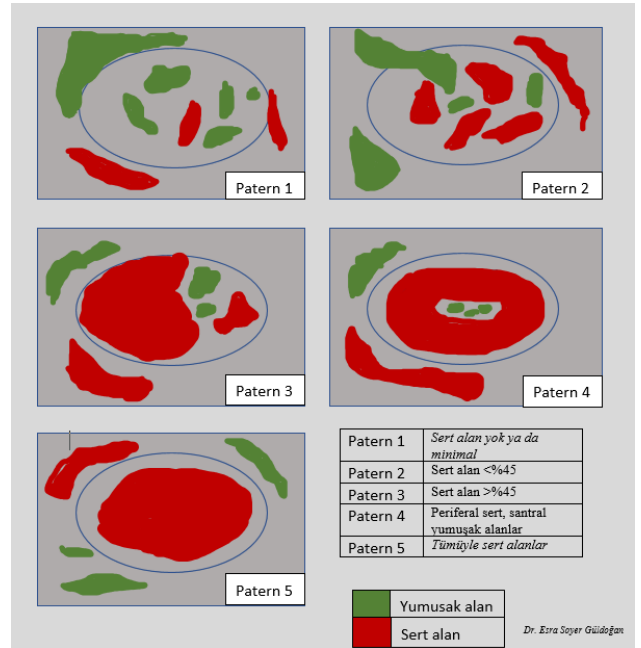 Patern 1
Patern 2
Patern 3
Patern 4
Patern 5
Patern 1 Sert alan yok ya da
minimal
Patern 2 Sert alan <%45
Patern 3 Sert alan >%45
Patern 4 Periferal sert, santral
yumuşak alanlar
Patern 5 Tümüyle sert alanlar
Yumusak alan
Sert alan
Dr. Esra Soyer Güldoğan